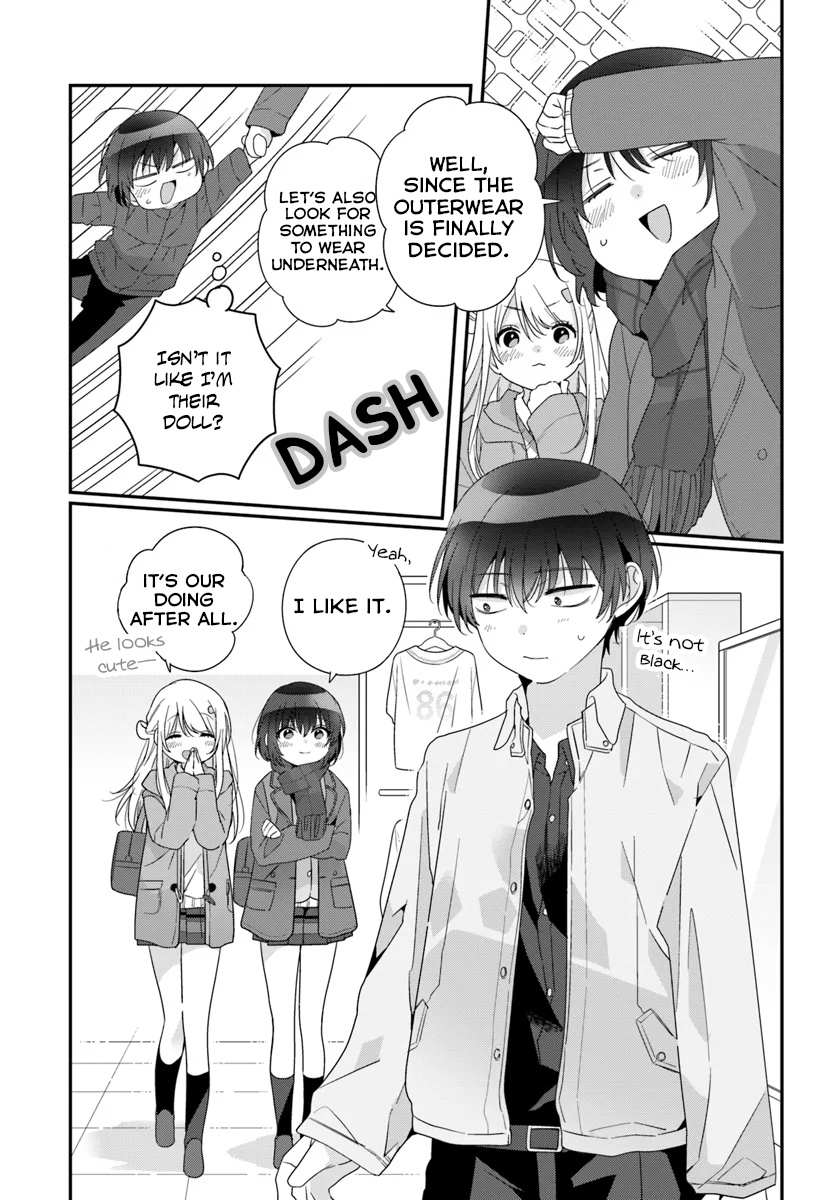 WELL,
SINCE THE
OUTERWEAR
IS FINALLY
DECIDED.
LET'S ALSO
LOOK FOR
SOMETHING
TO WEAR
UNDERNEATH.
ISN'T IT
LIKE I'M
THEIR
DOLL?
DASH
Yeah,
I LIKE IT.
IT'S OUR
DOING
AFTER ALL.
He looks
cute—
It's not
Black...
86